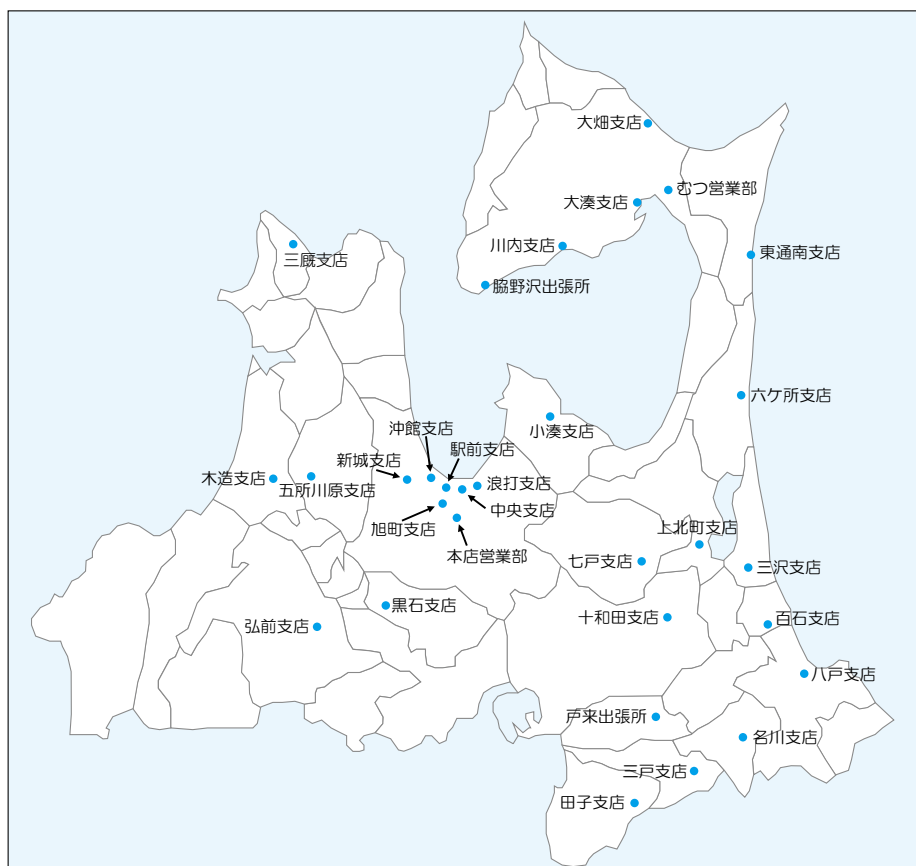 大畑支店
むつ営業部
大湊支店
川内支店
東通南支店
三厩支店
脇野沢出張所
六ケ所支店
小湊支店
沖館支店
駅前支店
新城支店
木造支店
五所川原支店
浪打支店
中央支店
旭町支店
上北町支店
本店営業部
七戸支店
三沢支店
黒石支店
十和田支店
百石支店
弘前支店
八戸支店
戸来出張所
名川支店
三戸支店
田子支店